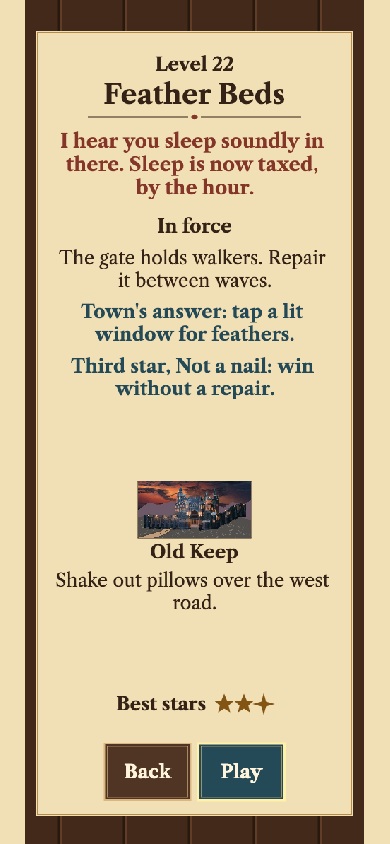 Level 22
Feather Beds
I hear you sleep soundly in
there. Sleep is now taxed,
by the hour.
In force
The gate holds walkers. Repair
it between waves.
Town's answer: tap a lit
window for feathers.
Third star, Not a nail: win
without a repair.
Old Keep
Shake out pillows over the west
road.
Best stars
Back
Play